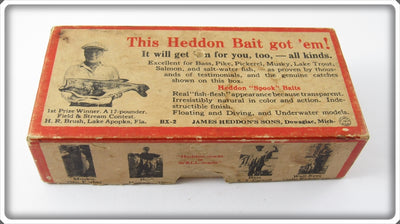 This Heddon Bait got 'em!
It will get 'em for you, too, — all kinds.
Excellent for Bass, Pike, Pickerel, Musky, Lake Trout,
Salmon, and salt-water fish, — as proven by thous-
ands of testimonials, and the genuine catches
shown on this box.
Heddon "Spook" Baits
Real "fish-flesh" appearance because transparent.
Irresistibly natural in color and action. Inde-
structible finish.
Floating and Diving, and Underwater models.
1st Prize Winner. A 17-pounder.
Field & Stream Contest.
H. R. Brush, Lake Apopka, Fla.
BX-2 JAMES HEDDON'S SONS, Dowagiac, Mich.